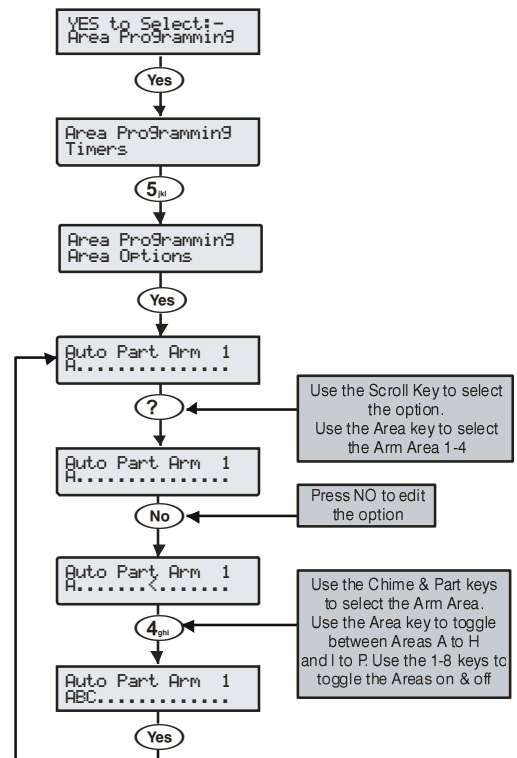 YES to Select:-
Area Programming
Yes
Area Programming
Timers
5jkl
Area Programming
Area Options
Yes
Auto Part Arm 1
A...............
?
Use the Scroll Key to select
the option.
Use the Area key to select
the Arm Area 1-4
Auto Part Arm 1
A...............
No
Press NO to edit
the option
Auto Part Arm 1
A.......<.......
4ghi
Use the Chime & Part keys
to select the Arm Area.
Use the Area key to toggle
between Areas A to H
and I to P. Use the 1-8 keys to
toggle the Areas on & off
Auto Part Arm 1
ABC.............
Yes